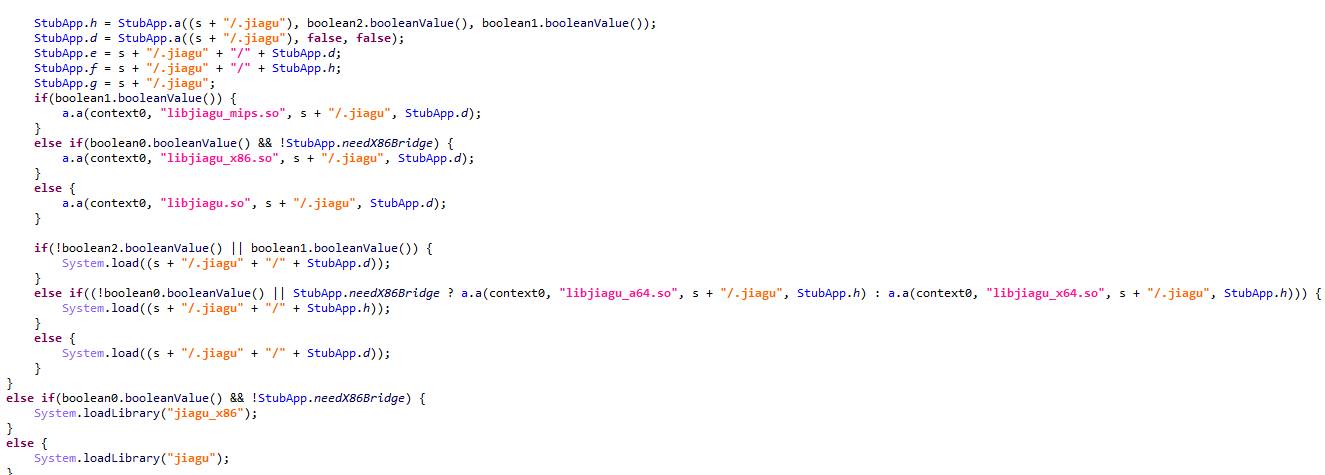 StubApp.h = StubApp.a((s + "/.jiagu"), boolean2.booleanValue(), boolean1.booleanValue());
StubApp.d = StubApp.a((s + "/.jiagu"), false, false);
StubApp.e = s + "/.jiagu" + "/" + StubApp.d;
StubApp.f = s + "/.jiagu" + "/" + StubApp.h;
StubApp.g = s + "/.jiagu";
if(boolean1.booleanValue()) {
a.a(context0, "libjiagu_mips.so", s + "/.jiagu", StubApp.d);
}
else if(boolean0.booleanValue() && !StubApp.needX86Bridge) {
a.a(context0, "libjiagu_x86.so", s + "/.jiagu", StubApp.d);
}
else {
a.a(context0, "libjiagu.so", s + "/.jiagu", StubApp.d);
}
if(!boolean2.booleanValue() || boolean1.booleanValue()) {
System.load((s + "/.jiagu" + "/" + StubApp.d));
}
else if((!boolean0.booleanValue() || StubApp.needX86Bridge ? a.a(context0, "libjiagu_a64.so", s + "/.jiagu", StubApp.h) : a.a(context0, "libjiagu_x64.so", s + "/.jiagu", StubApp.h))) {
System.load((s + "/.jiagu" + "/" + StubApp.h));
}
else {
System.load((s + "/.jiagu" + "/" + StubApp.d));
}
}
else if(boolean0.booleanValue() && !StubApp.needX86Bridge) {
System.loadLibrary("jiagu_x86");
}
else {
System.loadLibrary("jiagu");
}